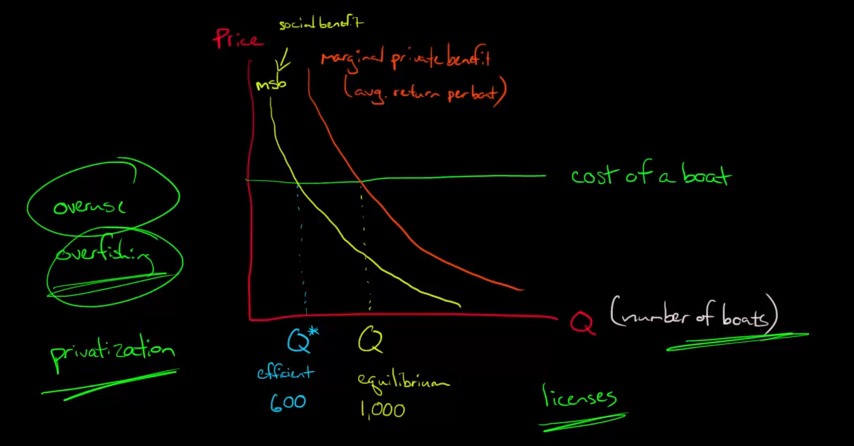 social benefit
Price
marginal private benefit
msb
(avg. return per boat)
cost of a boat
overuse
overfishing
Q (number of boats)
privatization
Q*
Q
efficient
equilibrium
600
1,000
licenses